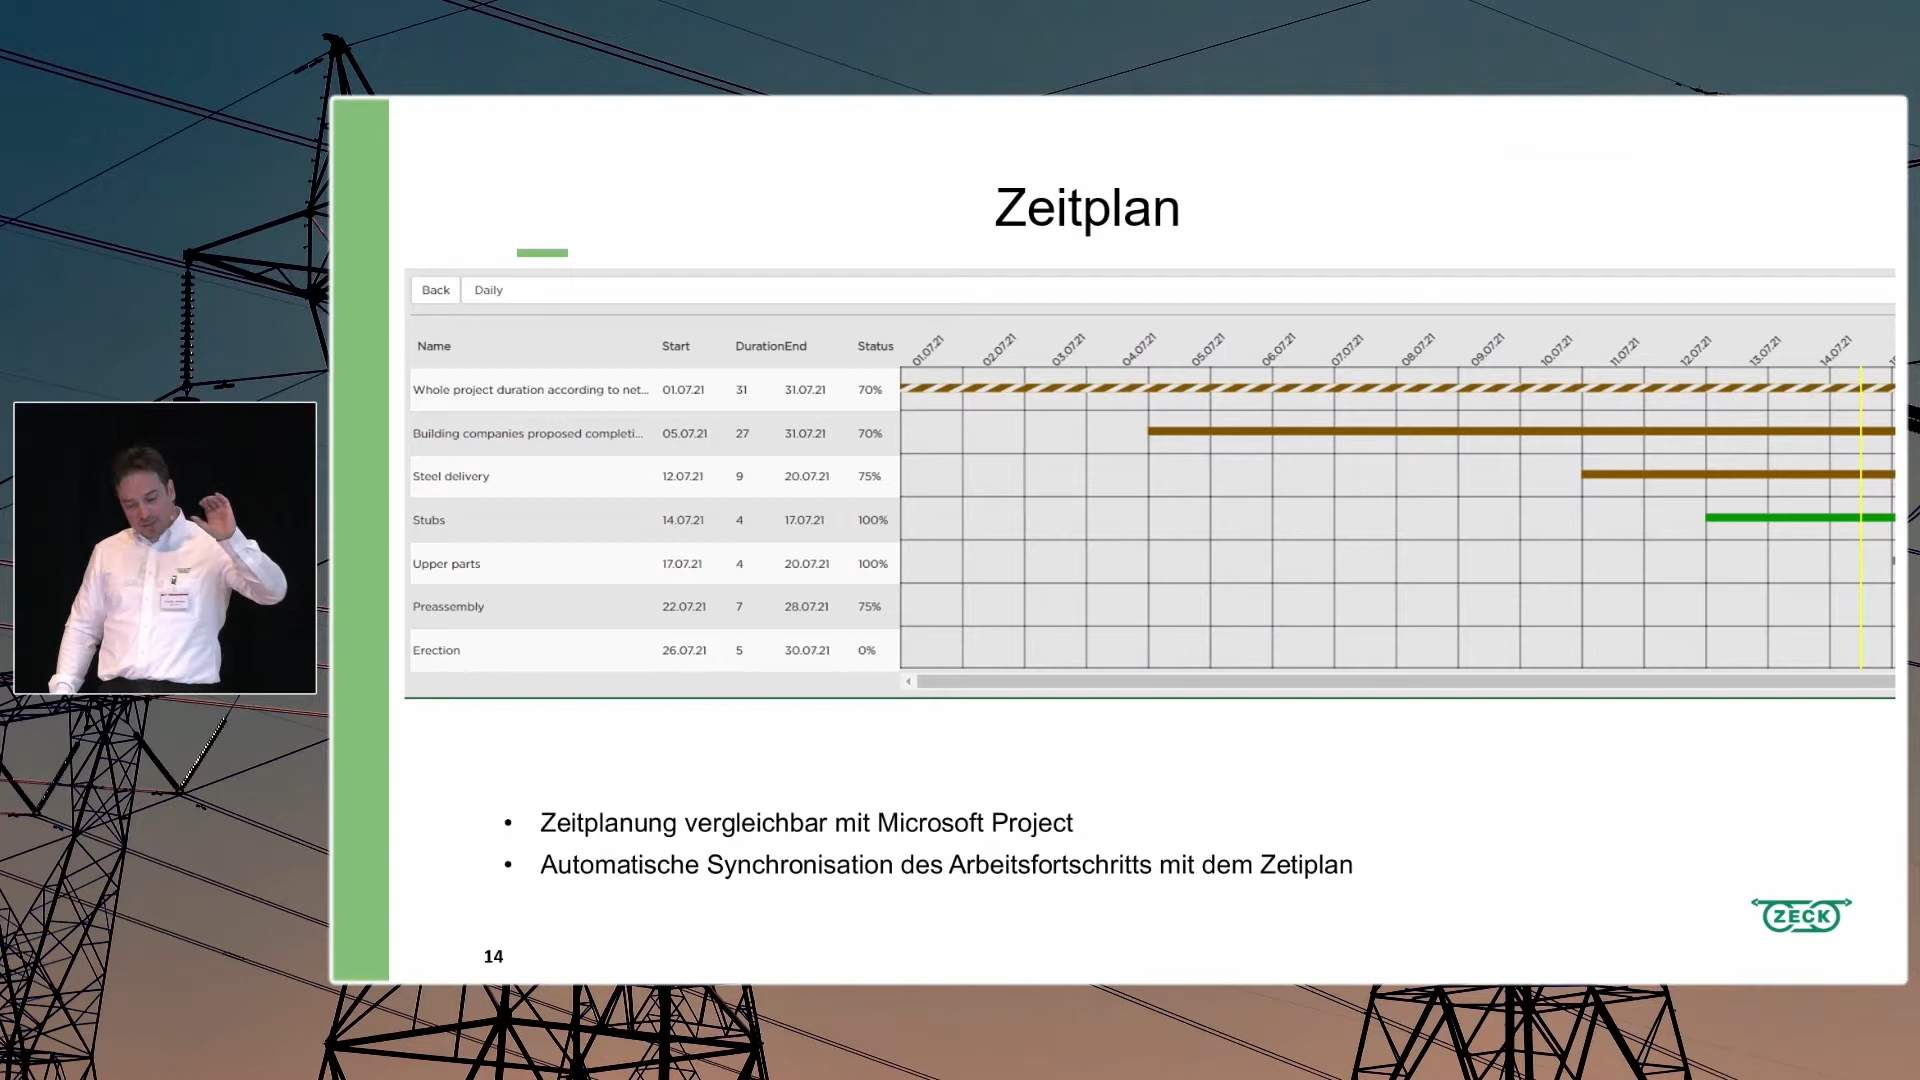 Zeitplan
Back Daily
Name Start Duration End Status 01.07.21 02.07.21 03.07.21 04.07.21 05.07.21 06.07.21 07.07.21 08.07.21 09.07.21 10.07.21 11.07.21 12.07.21 13.07.21 14.07.21
Whole project duration according to net... 01.07.21 31 31.07.21 70%
Building companies proposed completi... 05.07.21 27 31.07.21 70%
Steel delivery 12.07.21 9 20.07.21 75%
Stubs 14.07.21 4 17.07.21 100%
Upper parts 17.07.21 4 20.07.21 100%
Preassembly 22.07.21 7 28.07.21 75%
Erection 26.07.21 5 30.07.21 0%
• Zeitplanung vergleichbar mit Microsoft Project
• Automatische Synchronisation des Arbeitsfortschritts mit dem Zetiplan
ZECK
14